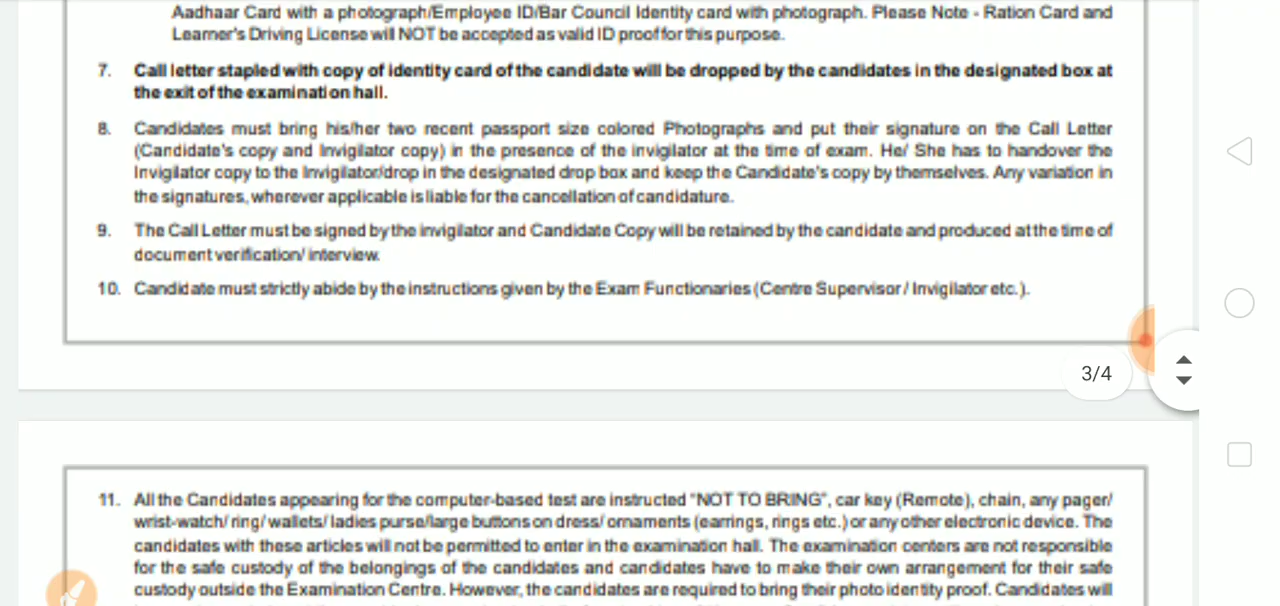 Aadhaar Card with a photograph/Employee ID/Bar Council Identity card with photograph. Please Note - Ration Card and
Learner's Driving License will NOT be accepted as valid ID proof for this purpose.
7. Call letter stapled with copy of identity card of the candidate will be dropped by the candidates in the designated box at
the exit of the examination hall.
8. Candidates must bring his/her two recent passport size colored Photographs and put their signature on the Call Letter
(Candidate's copy and Invigilator copy) in the presence of the invigilator at the time of exam. He/ She has to handover the
Invigilator copy to the Invigilator/drop in the designated drop box and keep the Candidate's copy by themselves. Any variation in
the signatures, wherever applicable is liable for the cancellation of candidature.
9. The Call Letter must be signed by the invigilator and Candidate Copy will be retained by the candidate and produced at the time of
document verification/ interview.
10. Candidate must strictly abide by the instructions given by the Exam Functionaries (Centre Supervisor / Invigilator etc.).
3/4
11. All the Candidates appearing for the computer-based test are instructed "NOT TO BRING", car key (Remote), chain, any pager/
wrist-watch/ ring/ wallets/ ladies purse/large buttons on dress/ ornaments (earrings, rings etc.) or any other electronic device. The
candidates with these articles will not be permitted to enter in the examination hall. The examination centers are not responsible
for the safe custody of the belongings of the candidates and candidates have to make their own arrangement for their safe
custody outside the Examination Centre. However, the candidates are required to bring their photo identity proof. Candidates will